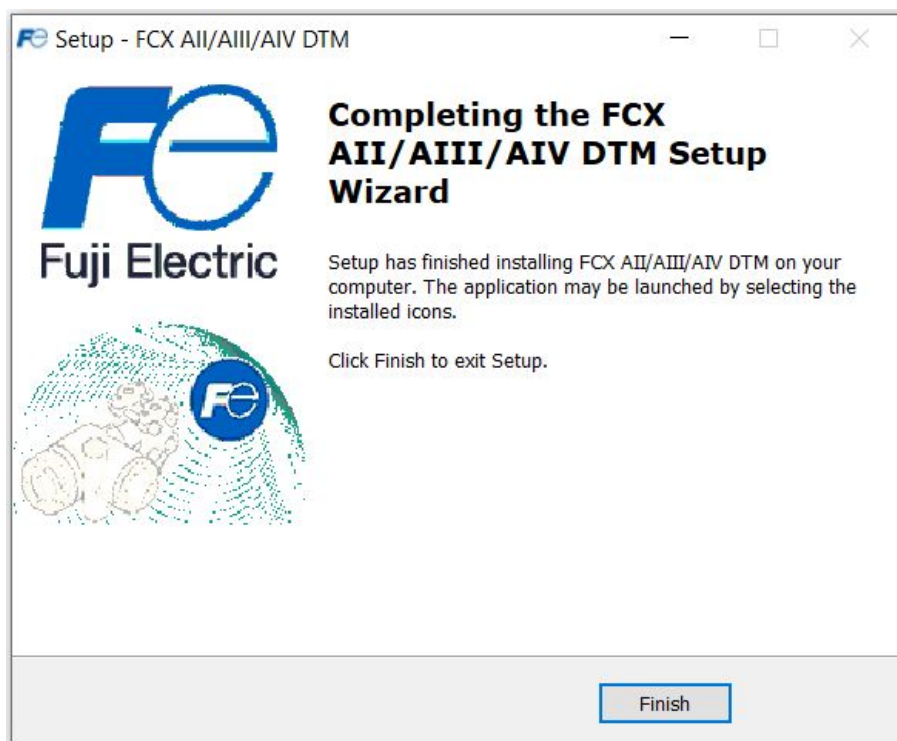 Setup - FCX AII/AIII/AIV DTM
Fuji Electric
Completing the FCX
AII/AIII/AIV DTM Setup
Wizard
Setup has finished installing FCX AII/AIII/AIV DTM on your
computer. The application may be launched by selecting the
installed icons.
Click Finish to exit Setup.
Finish